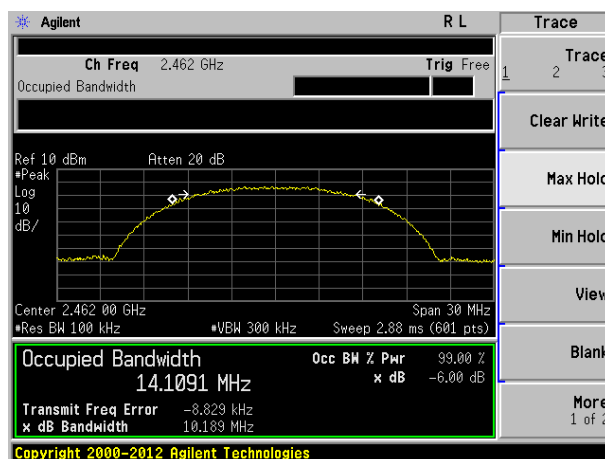 Agilent R L Trace
Ch Freq 2.462 GHz Trig Free
Occupied Bandwidth
Trace
1 2 3
Clear Write
Max Hold
Min Hold
View
Blank
More
1 of 2
Ref 10 dBm Atten 20 dB
#Peak
Log
10
dB/
Center 2.462 00 GHz Span 30 MHz
#Res BW 100 kHz #VBW 300 kHz Sweep 2.88 ms (601 pts)
Occupied Bandwidth Occ BW % Pwr 99.00 %
14.1091 MHz x dB -6.00 dB
Transmit Freq Error -8.829 kHz
x dB Bandwidth 10.189 MHz
Copyright 2000-2012 Agilent Technologies